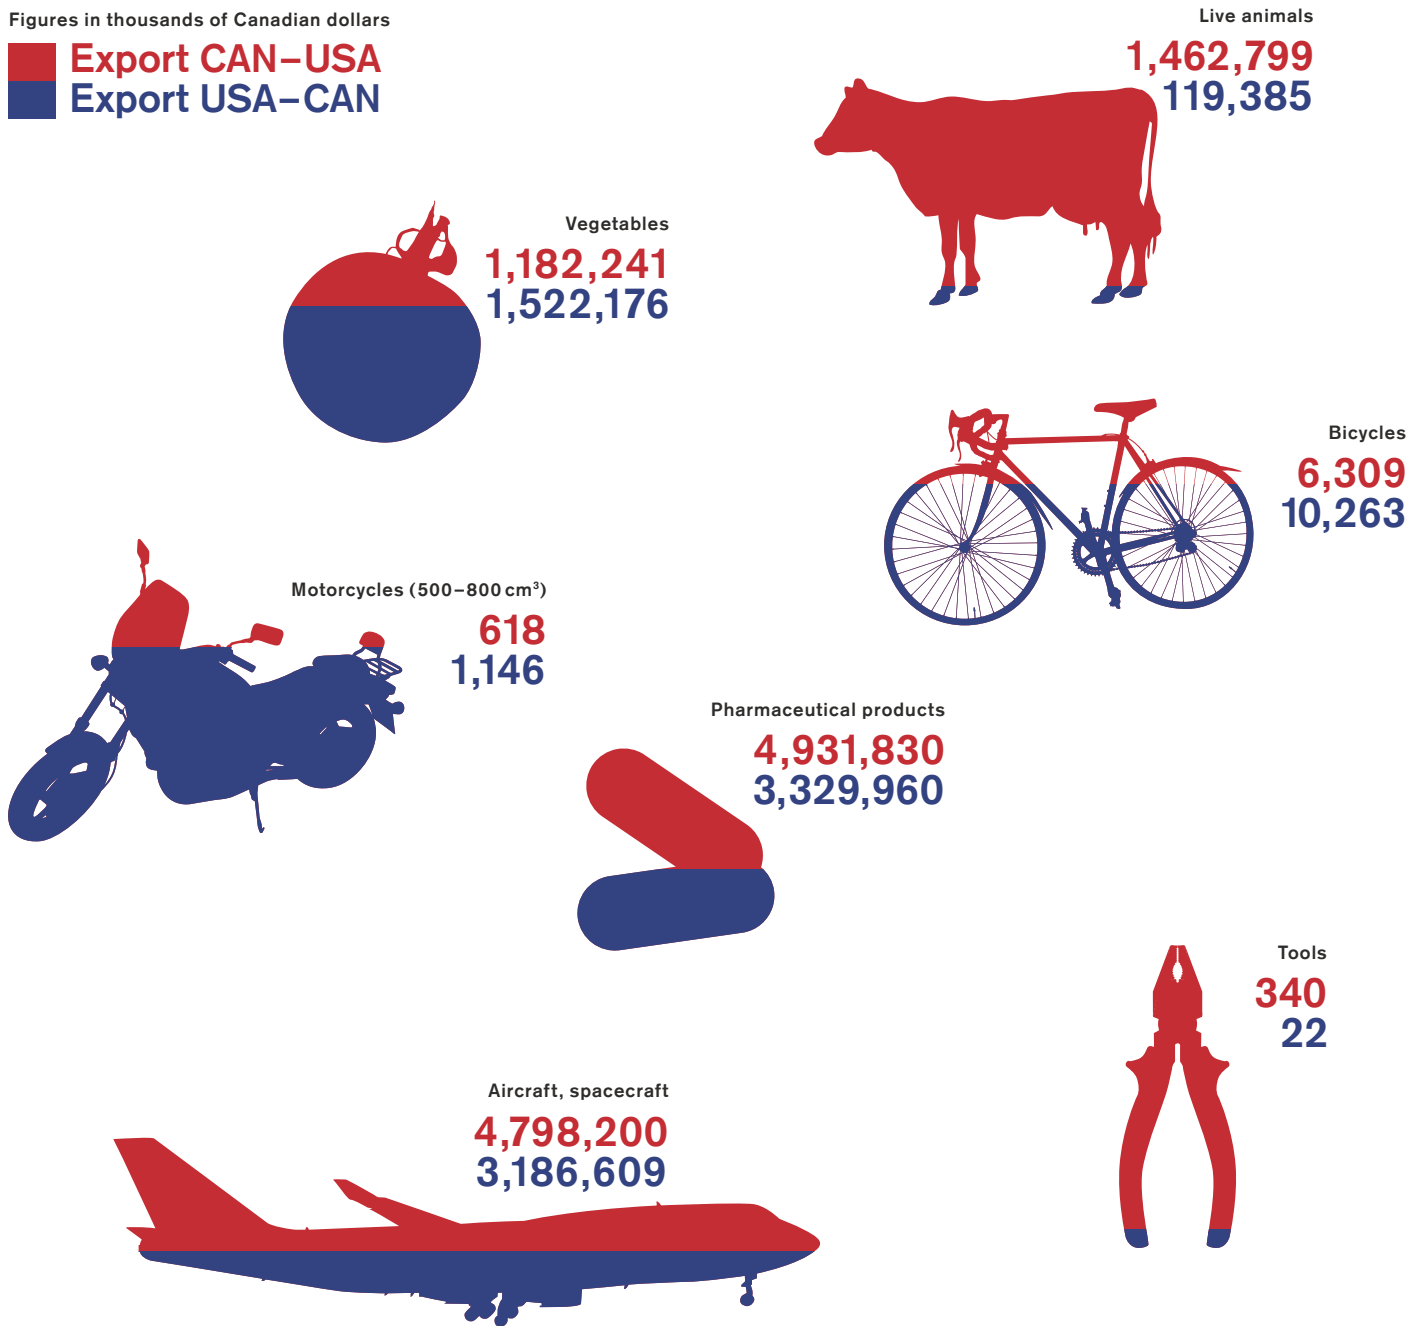 Figures in thousands of Canadian dollars
Export CAN–USA
Export USA–CAN
Live animals
1,462,799
119,385
Vegetables
1,182,241
1,522,176
Bicycles
6,309
10,263
Motorcycles (500–800 cm³)
618
1,146
Pharmaceutical products
4,931,830
3,329,960
Tools
340
22
Aircraft, spacecraft
4,798,200
3,186,609